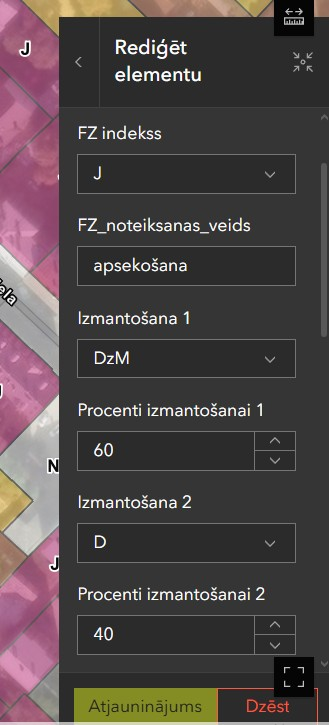 J
Rediģēt
elementu
FZ indekss
J
FZ_noteiksanas_veids
apsekošana
Izmantošana 1
DzM
Procenti izmantošanai 1
60
Izmantošana 2
D
N
Procenti izmantošanai 2
J
40
Atjauninājums
Dzēst